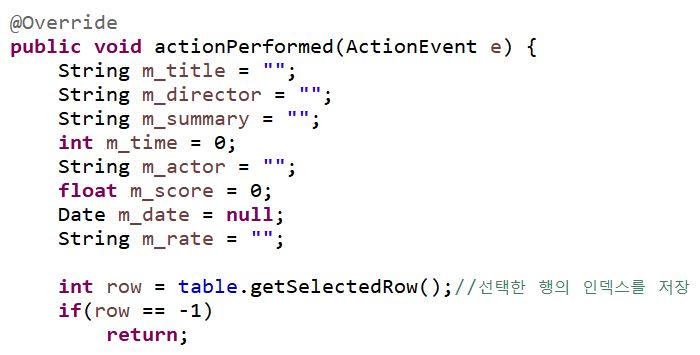 @Override
public void actionPerformed(ActionEvent e) {
    String m_title = "";
    String m_director = "";
    String m_summary = "";
    int m_time = 0;
    String m_actor = "";
    float m_score = 0;
    Date m_date = null;
    String m_rate = "";

    int row = table.getSelectedRow();//선택한 행의 인덱스를 저장
    if(row == -1)
        return;